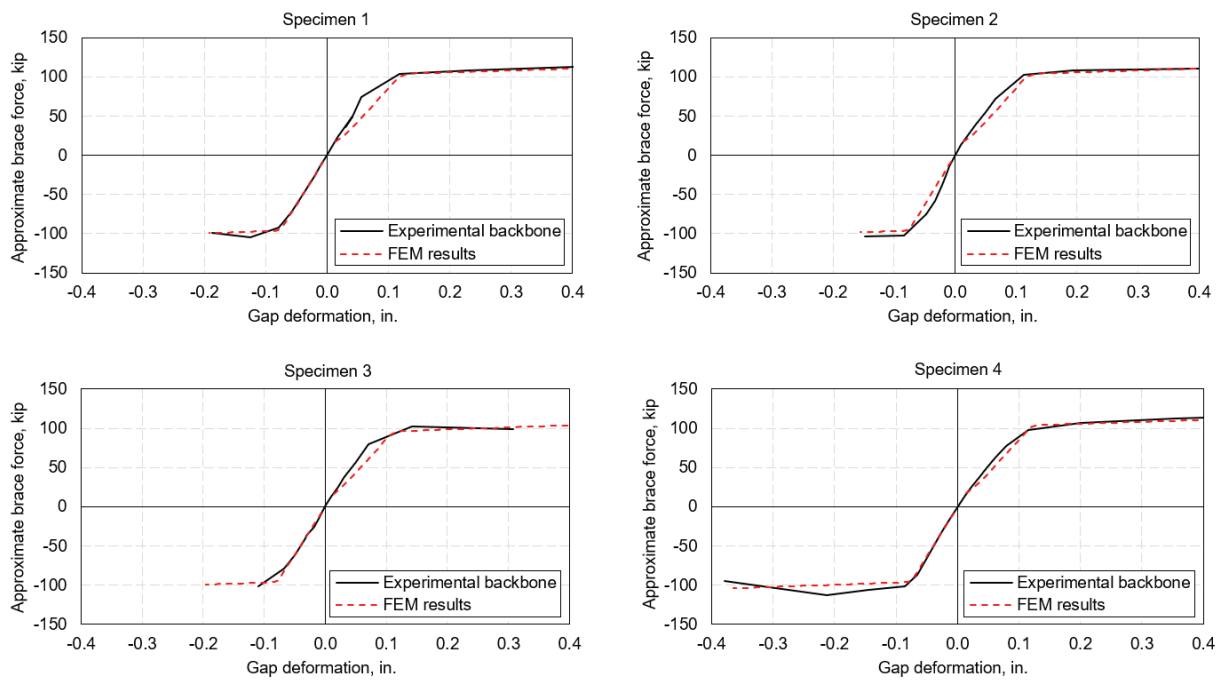 Specimen 1
Approximate brace force, kip
150
100
50
0
-50
-100
-150
-0.4 -0.3 -0.2 -0.1 0.0 0.1 0.2 0.3 0.4
Gap deformation, in.
Experimental backbone
FEM results
Specimen 2
Approximate brace force, kip
150
100
50
0
-50
-100
-150
-0.4 -0.3 -0.2 -0.1 0.0 0.1 0.2 0.3 0.4
Gap deformation, in.
Experimental backbone
FEM results
Specimen 3
Approximate brace force, kip
150
100
50
0
-50
-100
-150
-0.4 -0.3 -0.2 -0.1 0.0 0.1 0.2 0.3 0.4
Gap deformation, in.
Experimental backbone
FEM results
Specimen 4
Approximate brace force, kip
150
100
50
0
-50
-100
-150
-0.4 -0.3 -0.2 -0.1 0.0 0.1 0.2 0.3 0.4
Gap deformation, in.
Experimental backbone
FEM results